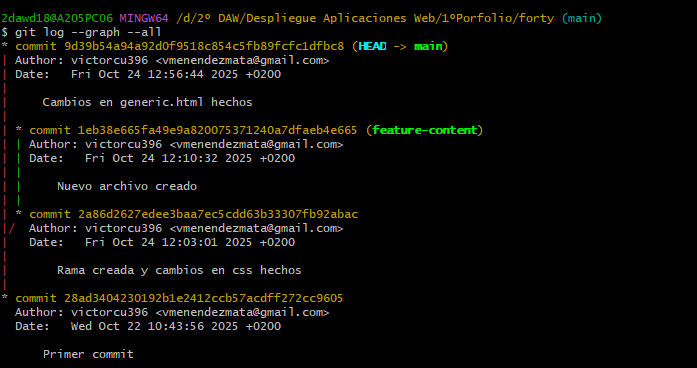 2dawd18@A205PC06 MINGW64 /d/2º DAW/Despliegue Aplicaciones Web/1ºPorfolio/forty (main)
$ git log --graph --all
* commit 9d39b54a94a92d0f9518c854c5fb89fcfc1dfbc8 (HEAD -> main)
| Author: victorcu396 <vmenendezmata@gmail.com>
| Date:   Fri Oct 24 12:56:44 2025 +0200
|
|     Cambios en generic.html hechos
|
| * commit 1eb38e665fa49e9a820075371240a7dfaeb4e665 (feature-content)
| | Author: victorcu396 <vmenendezmata@gmail.com>
| | Date:   Fri Oct 24 12:10:32 2025 +0200
| |
| |     Nuevo archivo creado
| |
| * commit 2a86d2627edee3baa7ec5cdd63b33307fb92abac
|/  Author: victorcu396 <vmenendezmata@gmail.com>
|   Date:   Fri Oct 24 12:03:01 2025 +0200
|
|       Rama creada y cambios en css hechos
|
* commit 28ad3404230192b1e2412ccb57acdff272cc9605
  Author: victorcu396 <vmenendezmata@gmail.com>
  Date:   Wed Oct 22 10:43:56 2025 +0200

      Primer commit